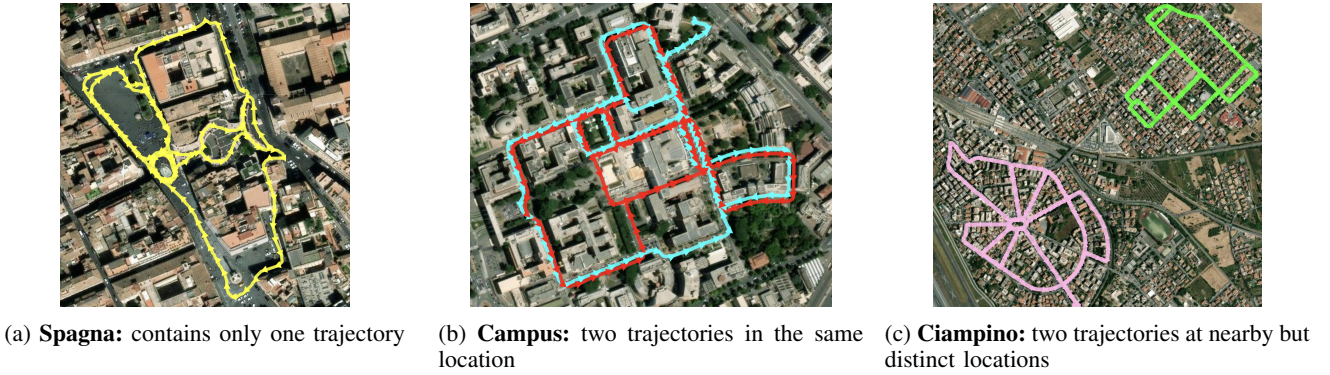 (a) Spagna: contains only one trajectory
(b) Campus: two trajectories in the same
location
(c) Ciampino: two trajectories at nearby but
distinct locations